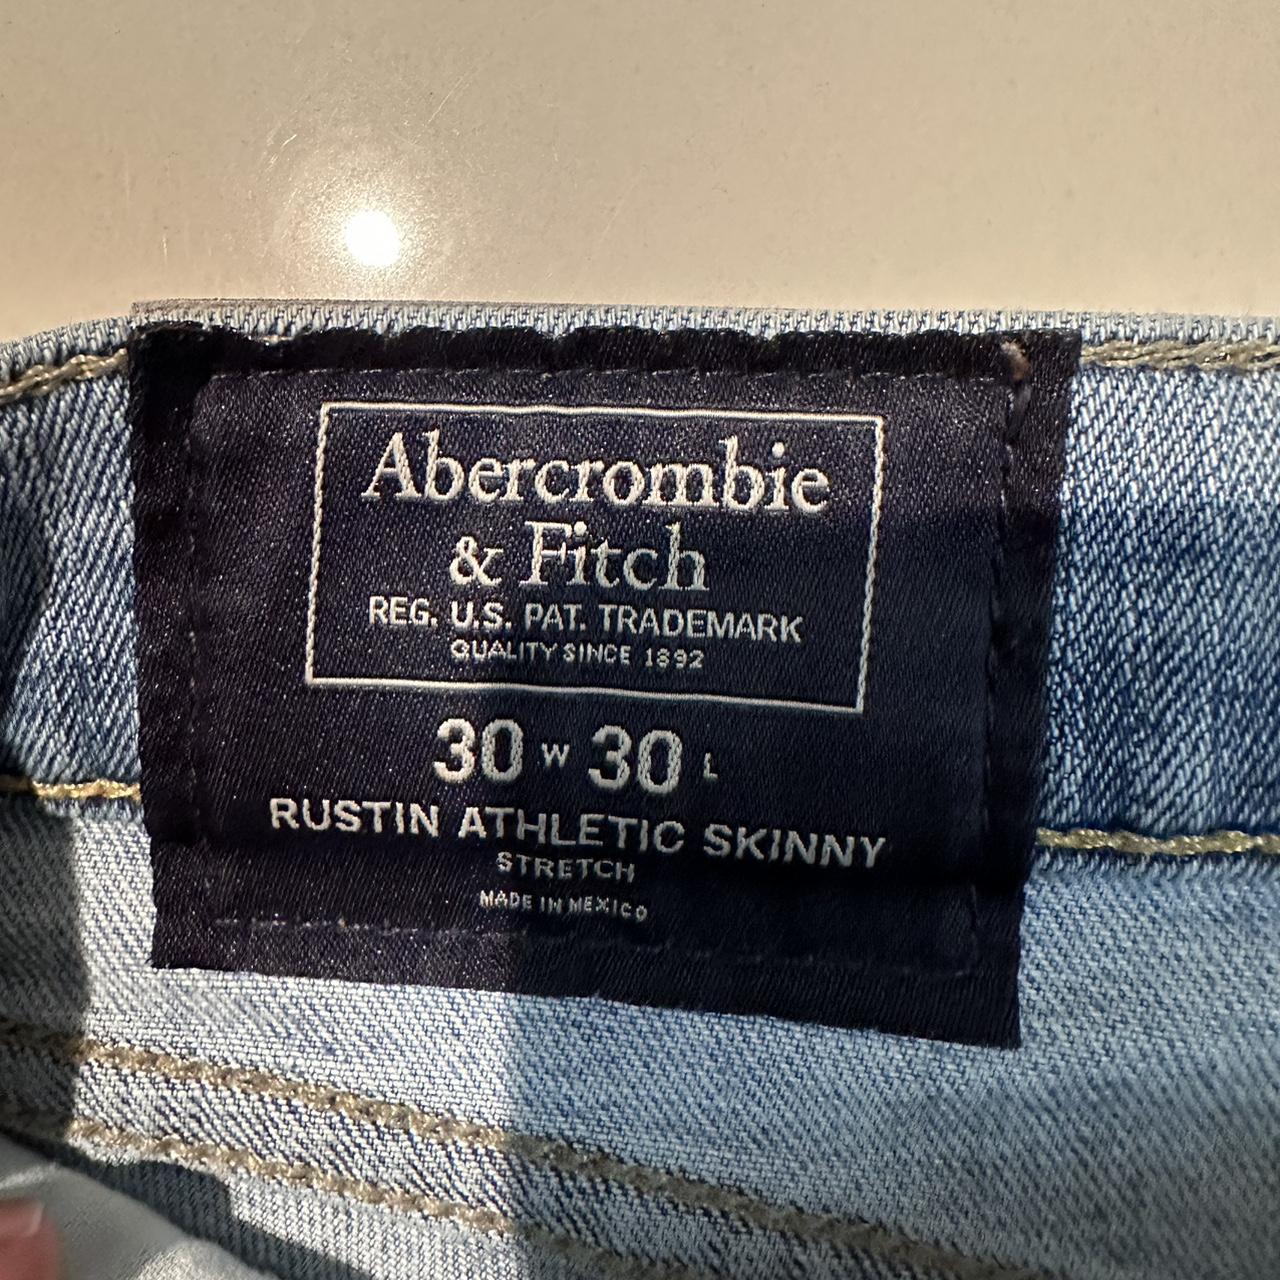 Abercrombie
& Fitch
REG. U.S. PAT. TRADEMARK
QUALITY SINCE 1892
30 W 30 L
RUSTIN ATHLETIC SKINNY
STRETCH
MADE IN MEXICO